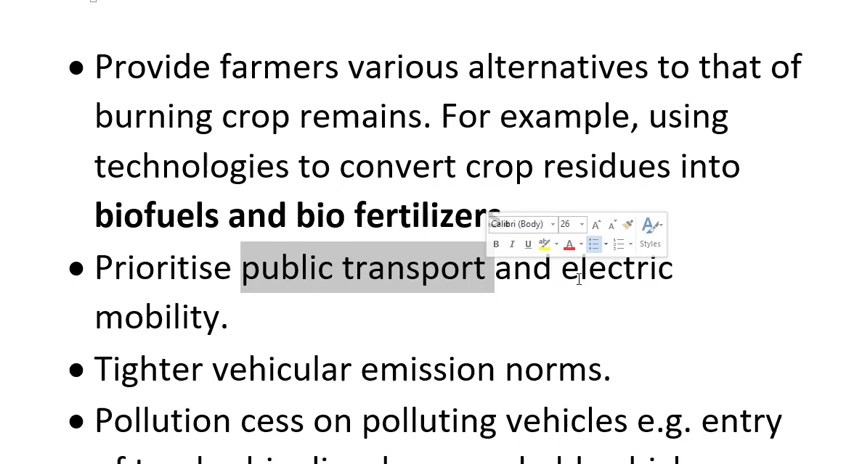 • Provide farmers various alternatives to that of
burning crop remains. For example, using
technologies to convert crop residues into
biofuels and bio fertilizers
Calibri (Body) 26 A A A
B I U ab A Styles
• Prioritise public transport and electric
mobility.
• Tighter vehicular emission norms.
• Pollution cess on polluting vehicles e.g. entry